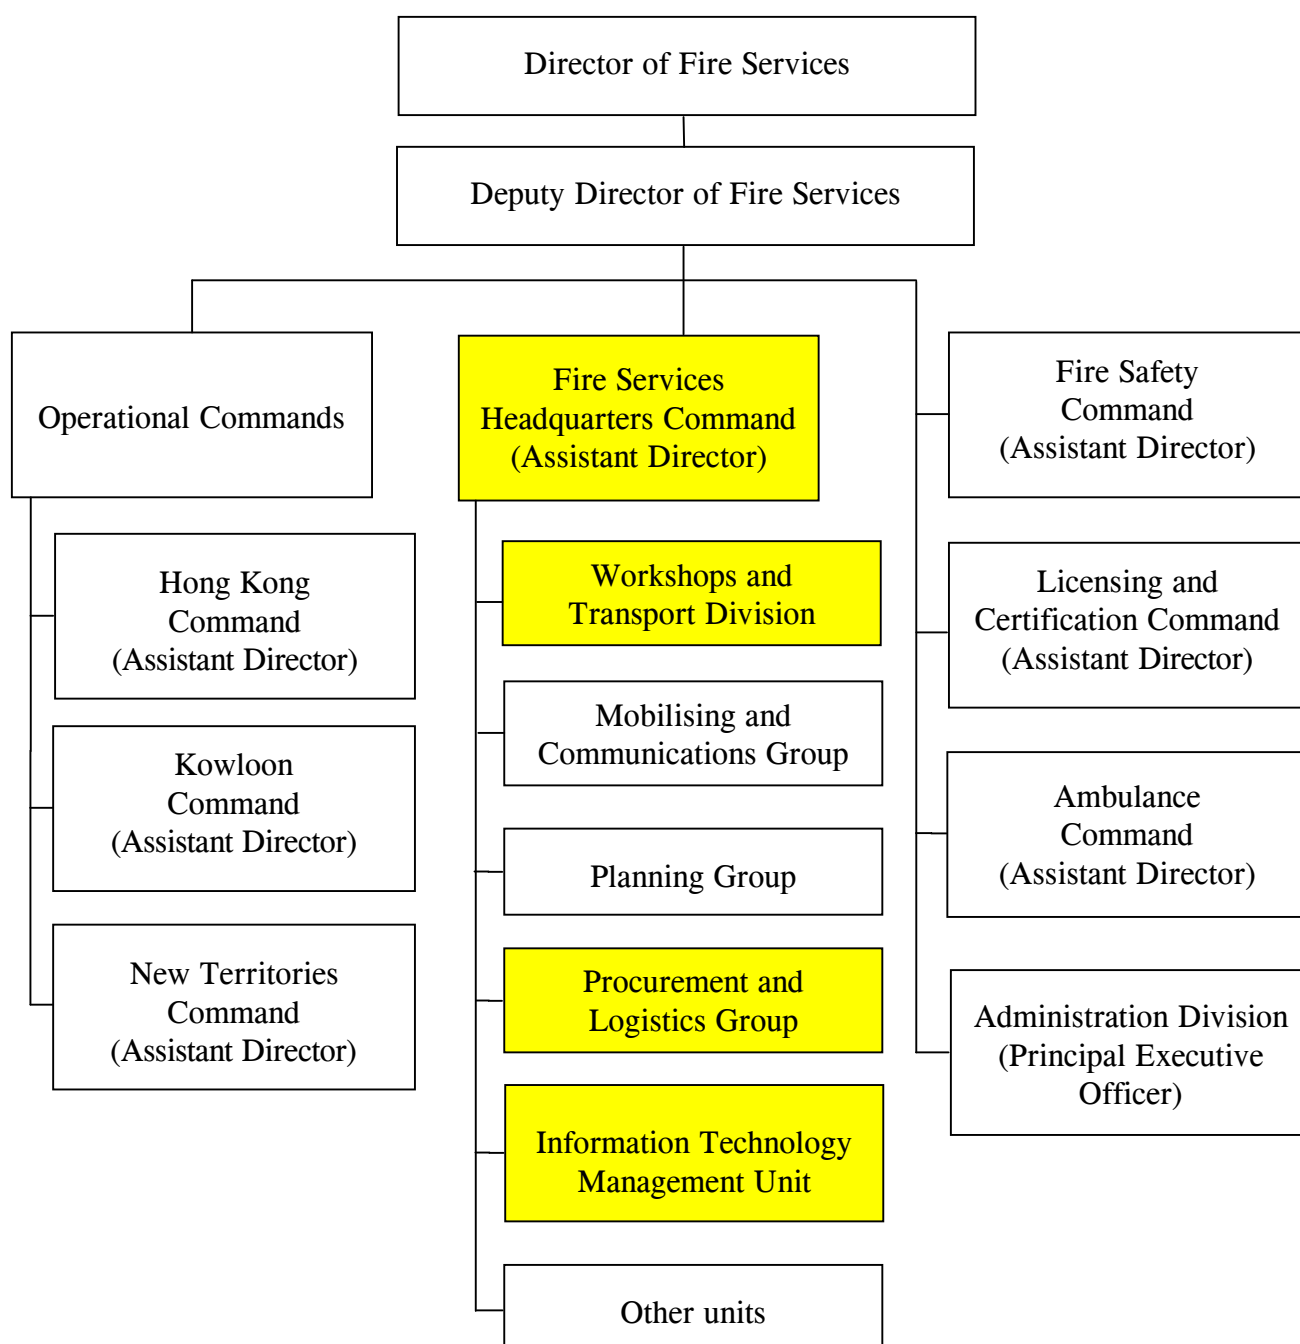 Director of Fire Services
Deputy Director of Fire Services
Operational Commands
Hong Kong
Command
(Assistant Director)
Kowloon
Command
(Assistant Director)
New Territories
Command
(Assistant Director)
Fire Services
Headquarters Command
(Assistant Director)
Workshops and
Transport Division
Mobilising and
Communications Group
Planning Group
Procurement and
Logistics Group
Information Technology
Management Unit
Other units
Fire Safety
Command
(Assistant Director)
Licensing and
Certification Command
(Assistant Director)
Ambulance
Command
(Assistant Director)
Administration Division
(Principal Executive
Officer)